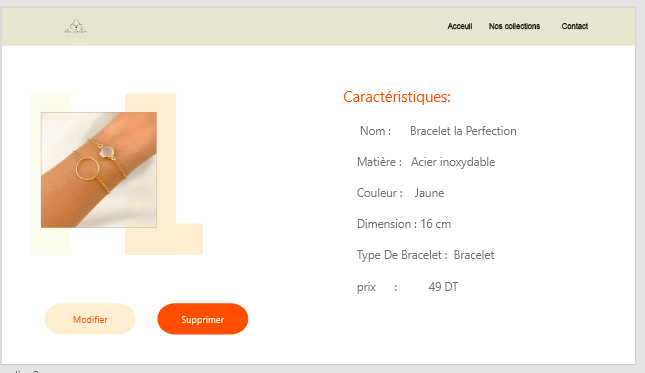 Acceuil Nos collections Contact
Caractéristiques:
Nom : Bracelet la Perfection
Matière : Acier inoxydable
Couleur : Jaune
Dimension : 16 cm
Type De Bracelet : Bracelet
prix : 49 DT
Modifier Supprimer